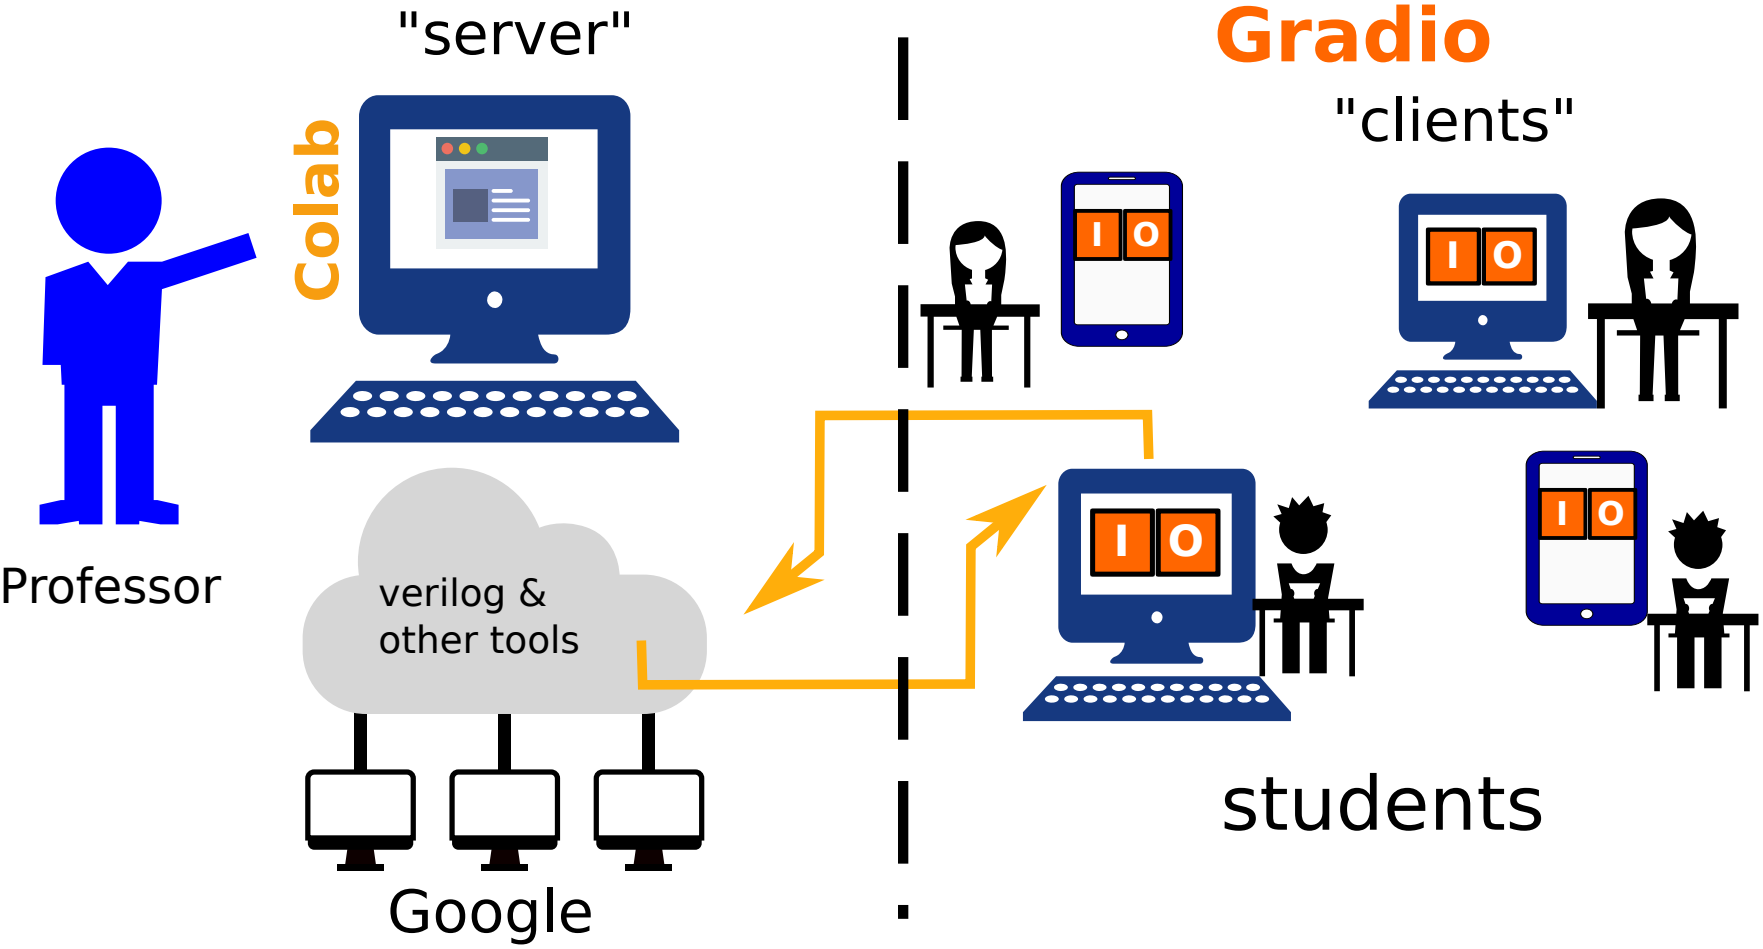 "server"
Colab
Professor
verilog &
other tools
Google
Gradio
"clients"
I O
I O
I O
I O
students